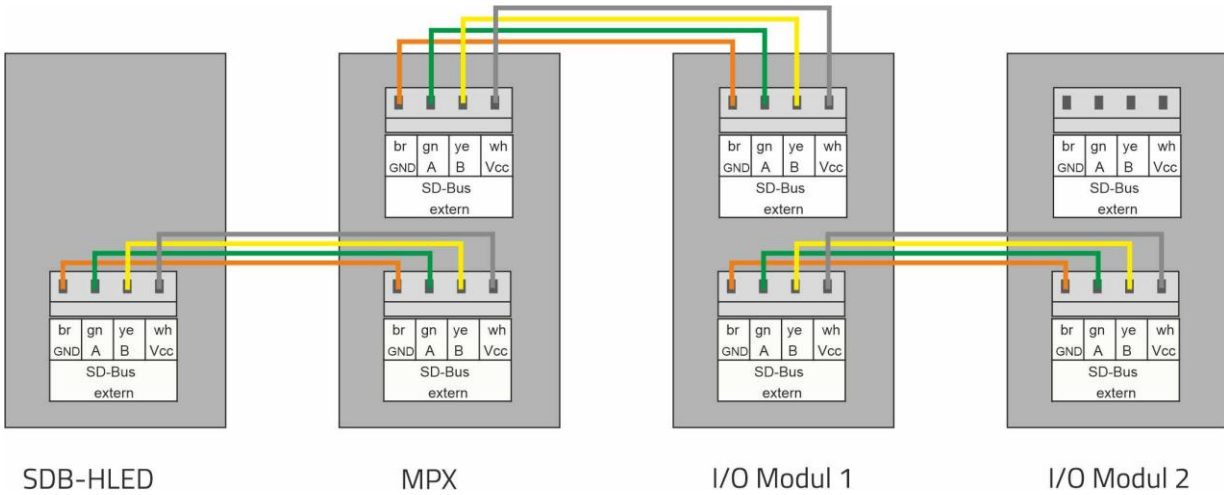 br gn ye wh
GND A B Vcc
SD-Bus
extern
br gn ye wh
GND A B Vcc
SD-Bus
extern
br gn ye wh
GND A B Vcc
SD-Bus
extern
br gn ye wh
GND A B Vcc
SD-Bus
extern
br gn ye wh
GND A B Vcc
SD-Bus
extern
br gn ye wh
GND A B Vcc
SD-Bus
extern
br gn ye wh
GND A B Vcc
SD-Bus
extern
SDB-HLED
MPX
I/O Modul 1
I/O Modul 2